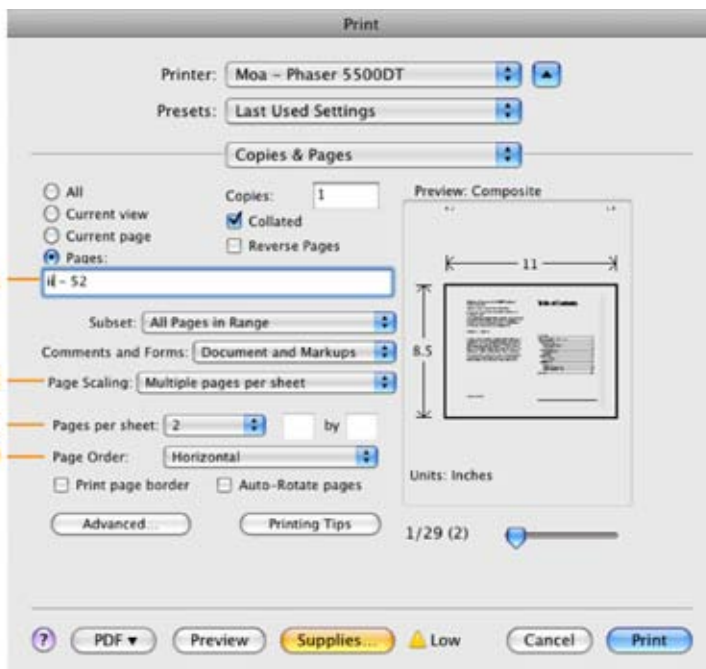 Print
Printer: Moa - Phaser 5500DT
Presets: Last Used Settings
Copies & Pages
All
Current view
Current page
Pages:
Copies: 1
Collated
Reverse Pages
ii - 52
Subset: All Pages in Range
Comments and Forms: Document and Markups
Page Scaling: Multiple pages per sheet
Pages per sheet: 2 by
Page Order: Horizontal
Print page border Auto-Rotate pages
Advanced... Printing Tips
Preview: Composite
11
8.5
Table of Contents
Units: Inches
1/29 (2)
? PDF ▼ Preview Supplies... Low Cancel Print